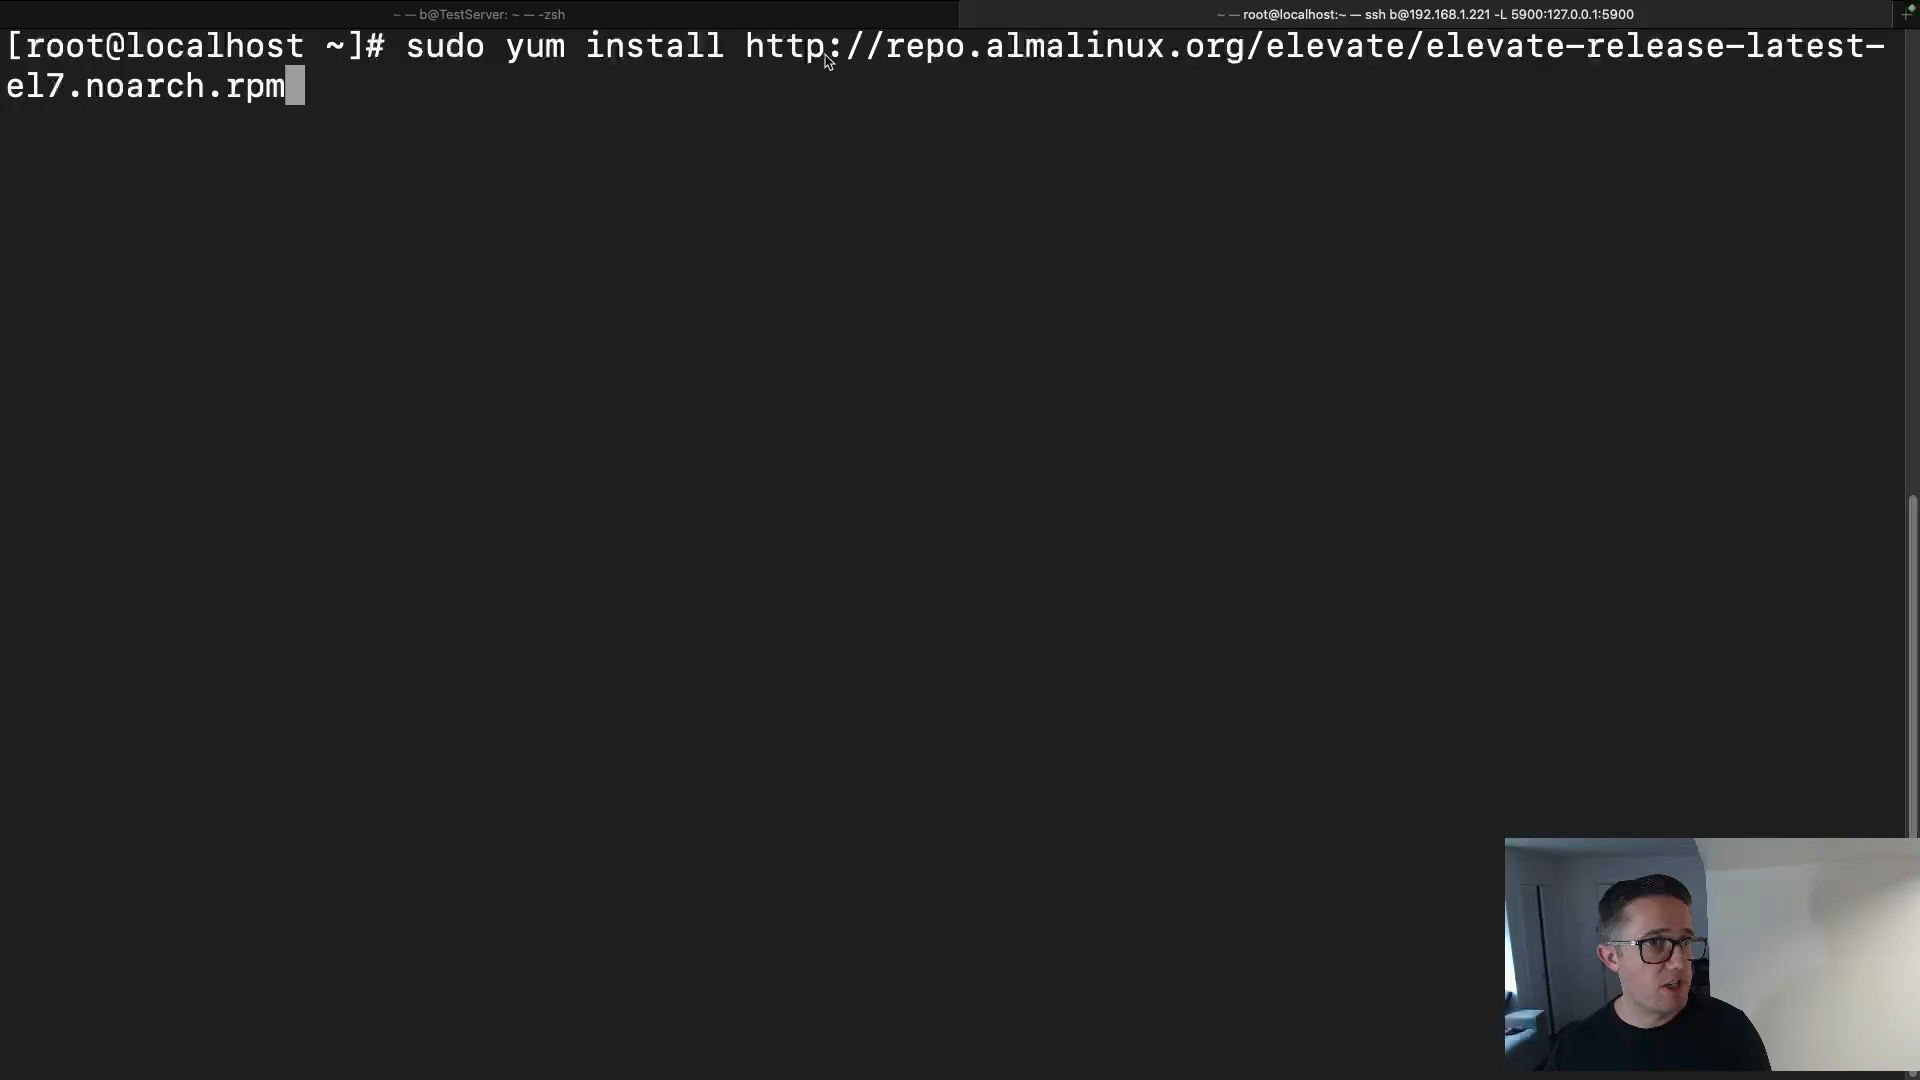 ~ — b@TestServer: ~ — -zsh
~ — root@localhost:~ — ssh b@192.168.1.221 -L 5900:127.0.0.1:5900
[root@localhost ~]# sudo yum install http://repo.almalinux.org/elevate/elevate-release-latest-
el7.noarch.rpm